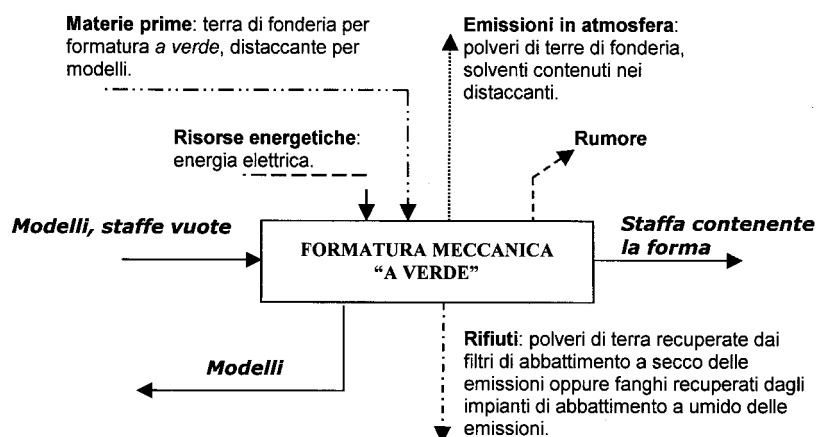 Materie prime: terra di fonderia per
formatura a verde, distaccante per
modelli.
Emissioni in atmosfera:
polveri di terre di fonderia,
solventi contenuti nei
distaccanti.
Risorse energetiche:
energia elettrica.
Rumore
Modelli, staffe vuote
FORMATURA MECCANICA
“A VERDE”
Staffa contenente
la forma
Modelli
Rifiuti: polveri di terra recuperate dai
filtri di abbattimento a secco delle
emissioni oppure fanghi recuperati dagli
impianti di abbattimento a umido delle
emissioni.